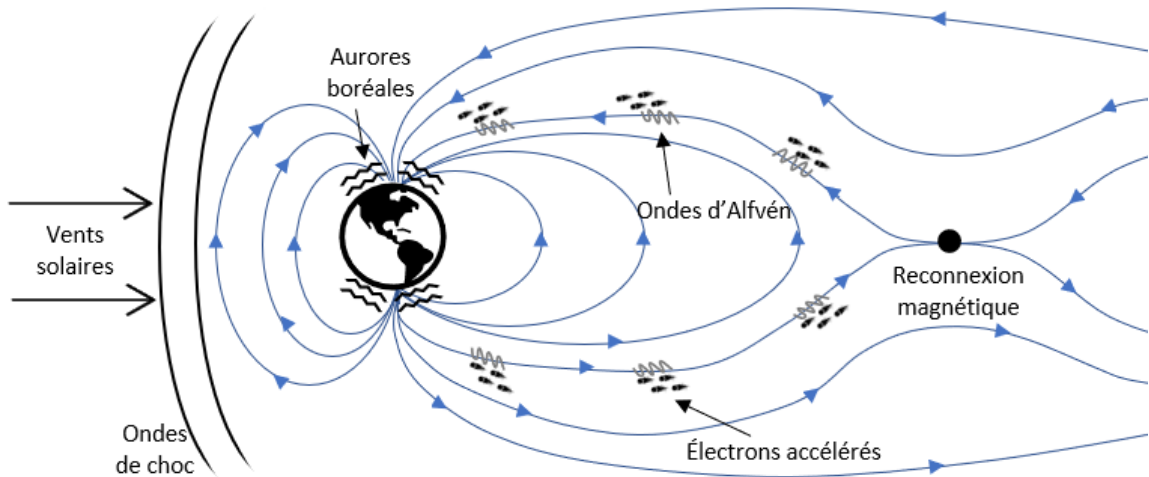 Aurores
boréales
Ondes d’Alfvén
Vents
solaires
Reconnexion
magnétique
Ondes
de choc
Électrons accélérés